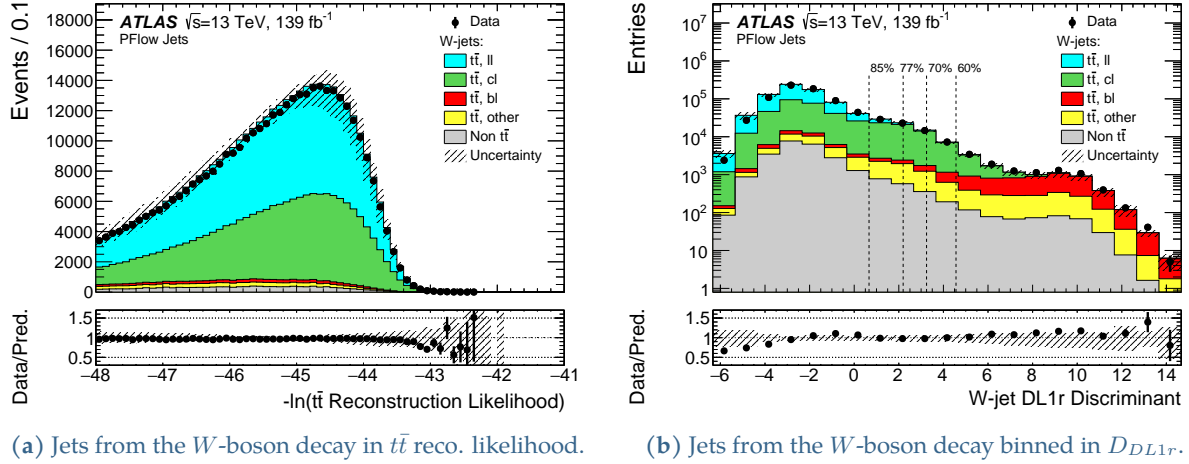 ATLAS √s=13 TeV, 139 fb⁻¹
PFlow Jets
Data
W-jets:
tt̄, ll
tt̄, cl
tt̄, bl
tt̄, other
Non tt̄
Uncertainty
Events / 0.1
18000
16000
14000
12000
10000
8000
6000
4000
2000
0
Data/Pred.
1.5
1
0.5
−48 −47 −46 −45 −44 −43 −42 −41
-ln(tt̄ Reconstruction Likelihood)
(a) Jets from the W-boson decay in tt̄ reco. likelihood.
ATLAS √s=13 TeV, 139 fb⁻¹
PFlow Jets
Data
W-jets:
tt̄, ll
tt̄, cl
tt̄, bl
tt̄, other
Non tt̄
Uncertainty
85% 77% 70% 60%
Entries
10⁷
10⁶
10⁵
10⁴
10³
10²
10
1
Data/Pred.
1.5
1
0.5
−6 −4 −2 0 2 4 6 8 10 12 14
W-jet DL1r Discriminant
(b) Jets from the W-boson decay binned in D_DL1r.